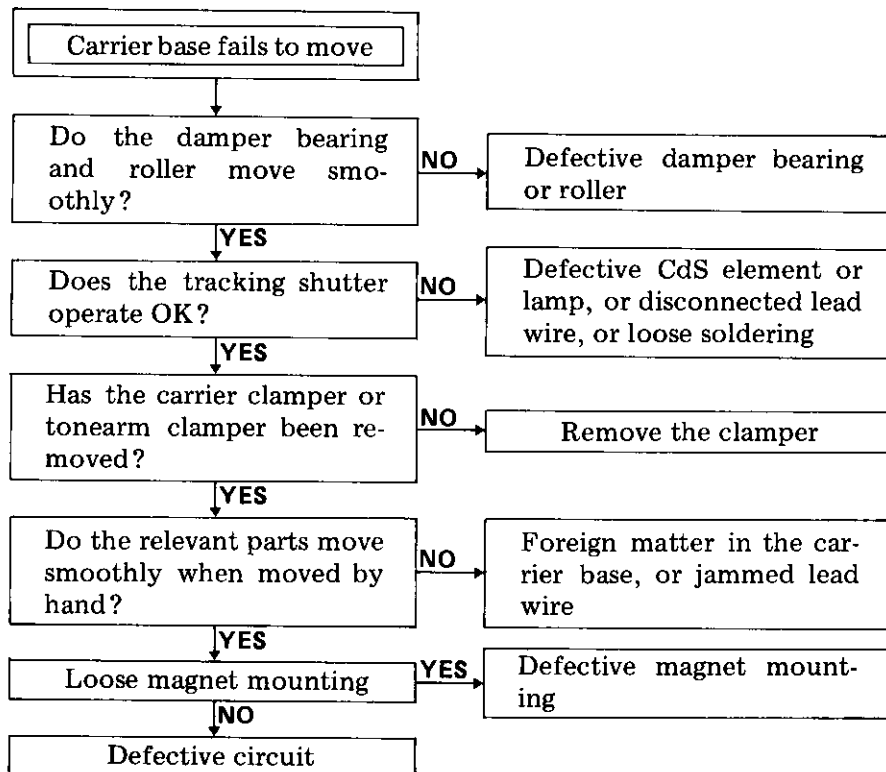 Carrier base fails to move
Do the damper bearing
and roller move smo-
othly?
NO
Defective damper bearing
or roller
YES
Does the tracking shutter
operate OK?
NO
Defective CdS element or
lamp, or disconnected lead
wire, or loose soldering
YES
Has the carrier clamper or
tonearm clamper been re-
moved?
NO
Remove the clamper
YES
Do the relevant parts move
smoothly when moved by
hand?
NO
Foreign matter in the car-
rier base, or jammed lead
wire
YES
Loose magnet mounting
YES
Defective magnet mount-
ing
NO
Defective circuit